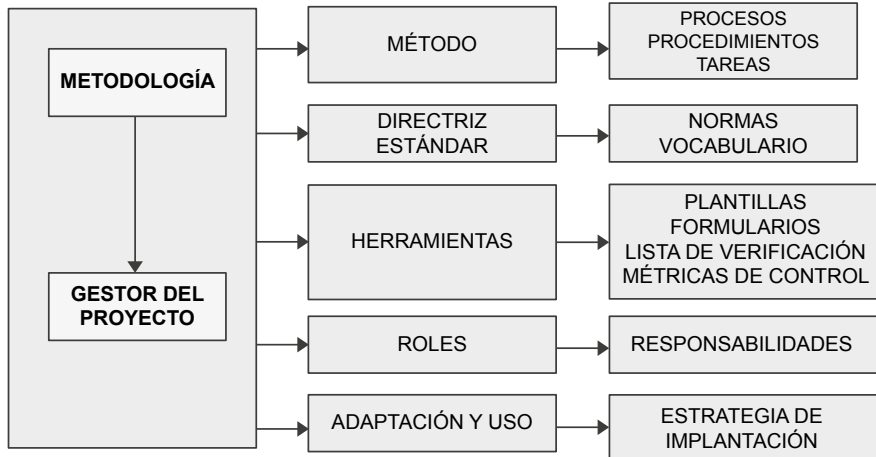 METODOLOGÍA
GESTOR DEL
PROYECTO
MÉTODO
PROCESOS
PROCEDIMIENTOS
TAREAS
DIRECTRIZ
ESTÁNDAR
NORMAS
VOCABULARIO
HERRAMIENTAS
PLANTILLAS
FORMULARIOS
LISTA DE VERIFICACIÓN
MÉTRICAS DE CONTROL
ROLES
RESPONSABILIDADES
ADAPTACIÓN Y USO
ESTRATEGIA DE
IMPLANTACIÓN